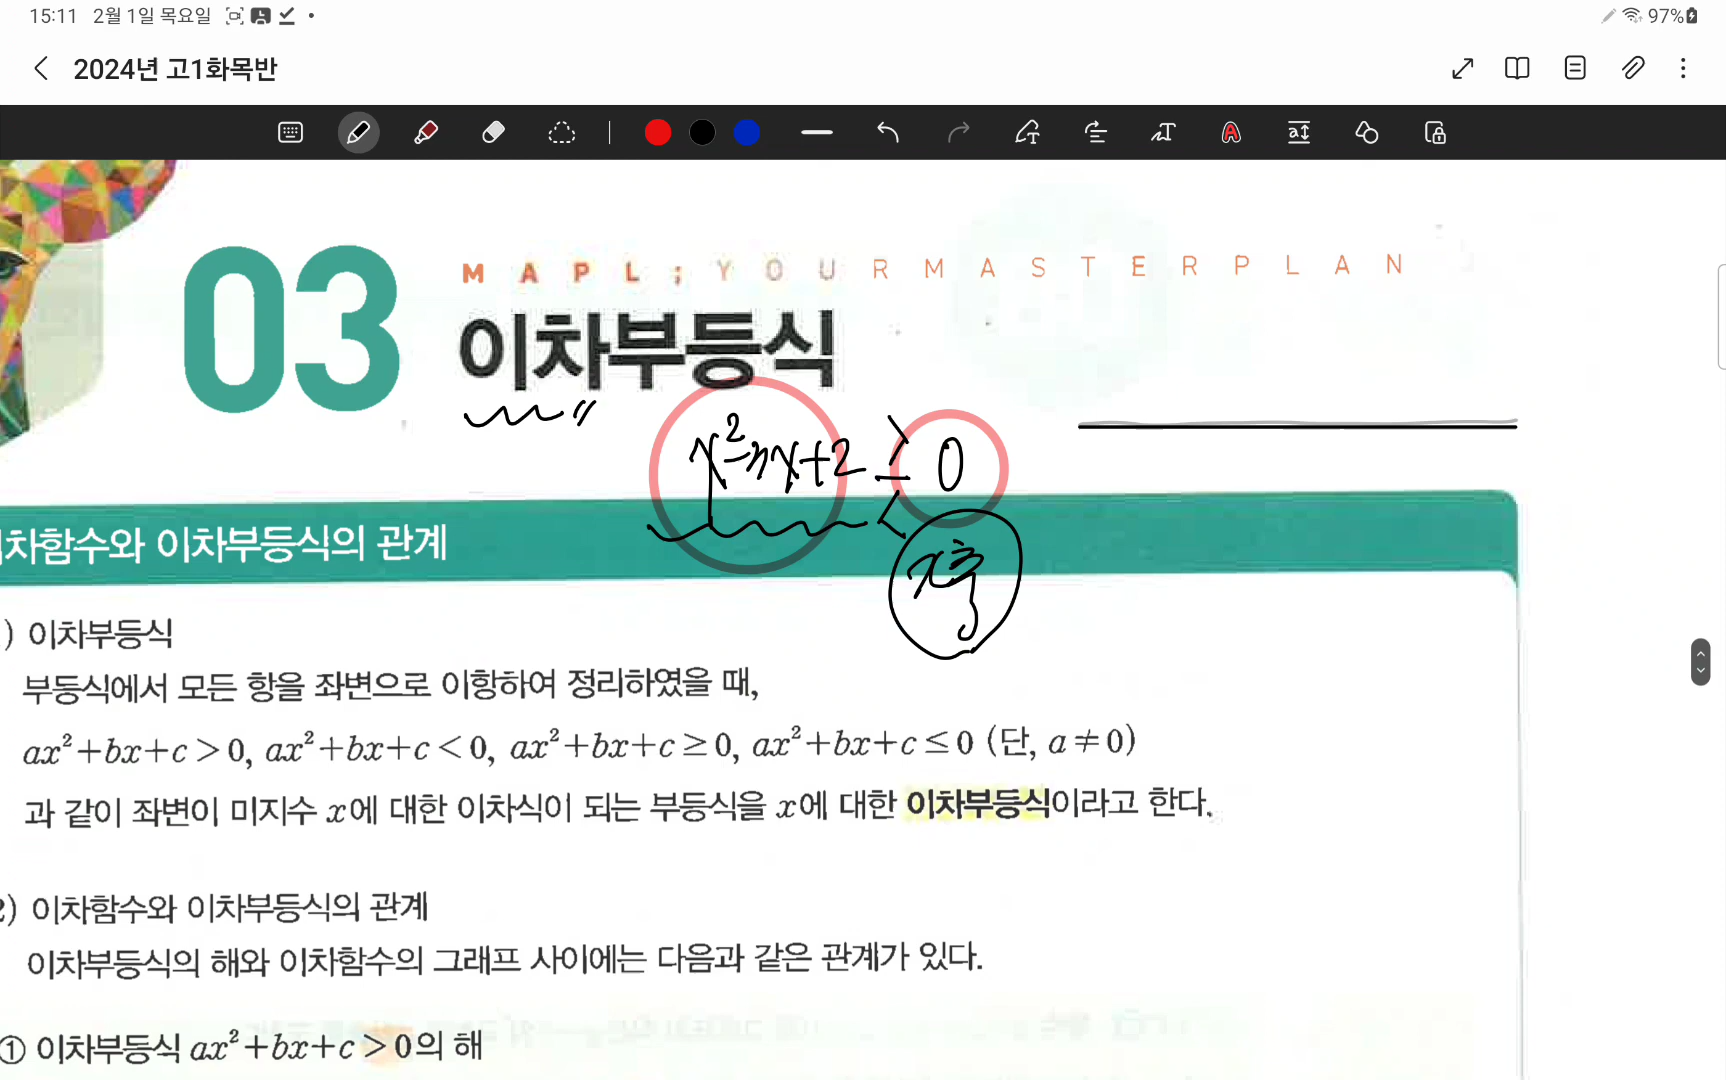 15:11 2월 1일 목요일 97%
2024년 고1화목반
03
MAPL;YOURMASTERPLAN
이차부등식
x²-3x+2 > = < 0
x축
차함수와 이차부등식의 관계
) 이차부등식
부등식에서 모든 항을 좌변으로 이항하여 정리하였을 때,
ax²+bx+c>0, ax²+bx+c<0, ax²+bx+c≥0, ax²+bx+c≤0 (단, a≠0)
과 같이 좌변이 미지수 x에 대한 이차식이 되는 부등식을 x에 대한 이차부등식이라고 한다.
2) 이차함수와 이차부등식의 관계
이차부등식의 해와 이차함수의 그래프 사이에는 다음과 같은 관계가 있다.
① 이차부등식 ax²+bx+c>0의 해